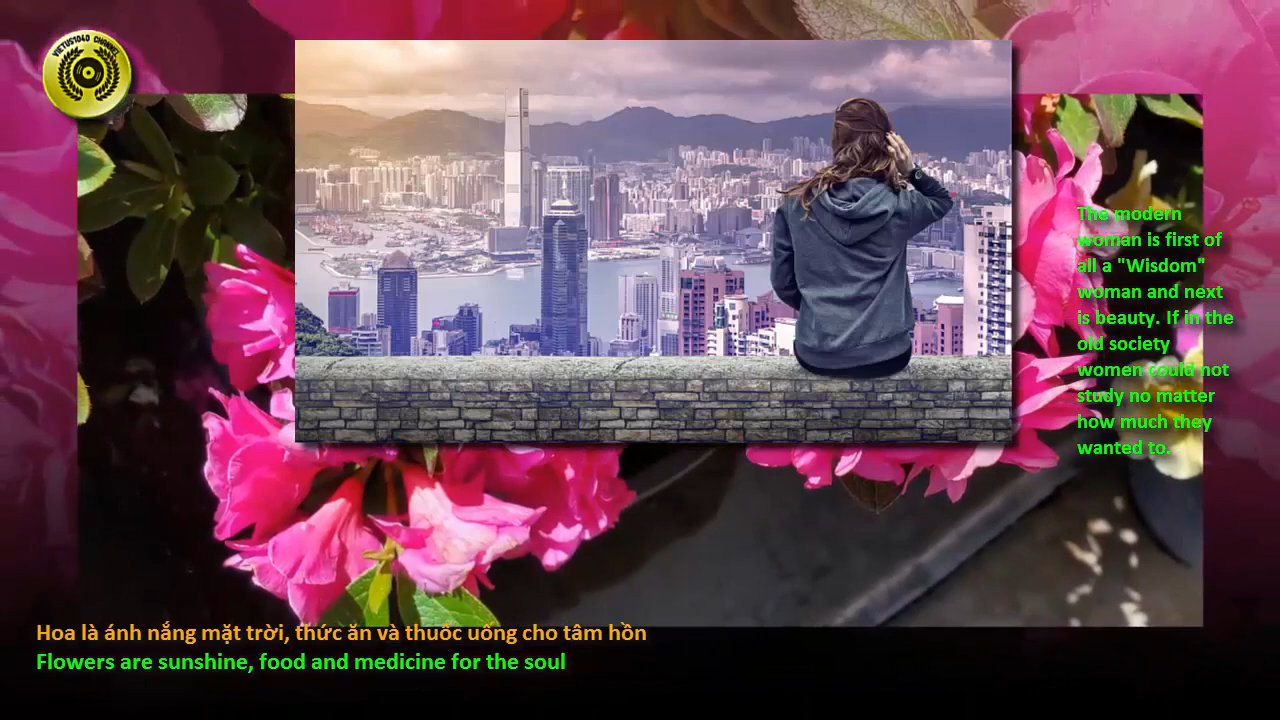 VIETUS1040 CHANNEL
The modern
woman is first of
all a "Wisdom"
woman and next
is beauty. If in the
old society
women could not
study no matter
how much they
wanted to.
Hoa là ánh nắng mặt trời, thức ăn và thuốc uống cho tâm hồn
Flowers are sunshine, food and medicine for the soul